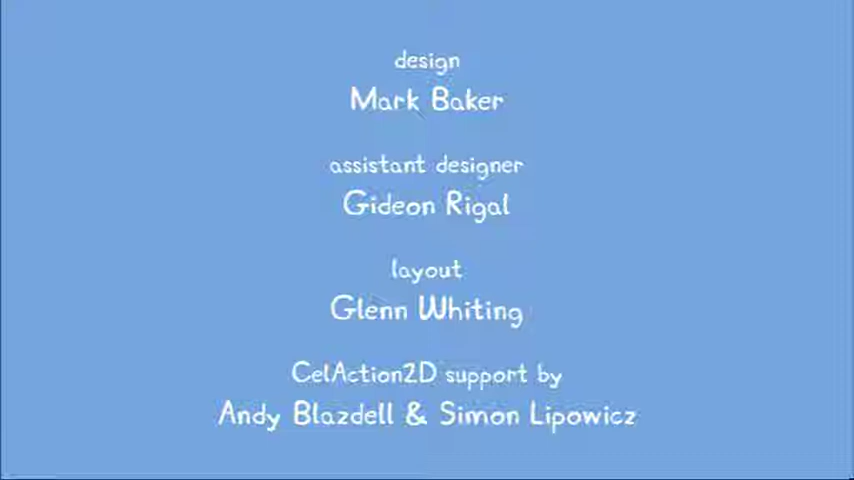 design
Mark Baker
assistant designer
Gideon Rigal
layout
Glenn Whiting
CelAction2D support by
Andy Blazdell & Simon Lipowicz